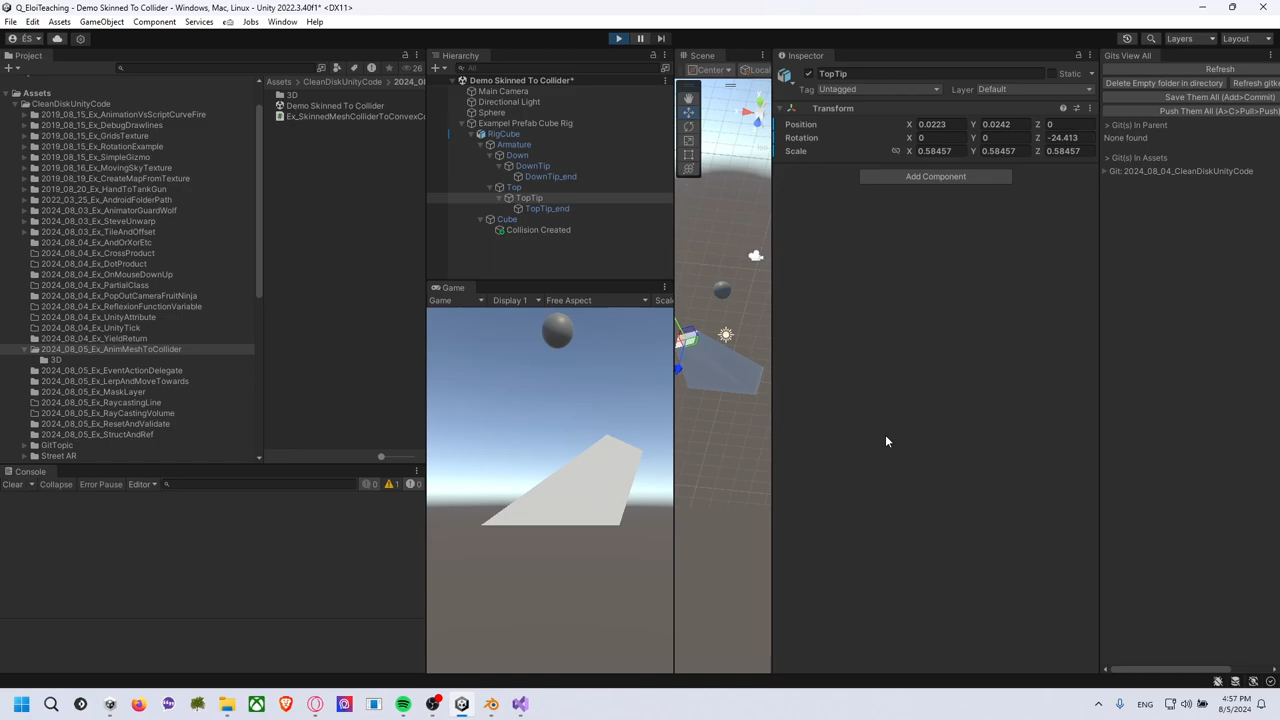 Q_EloiTeaching - Demo Skinned To Collider - Windows, Mac, Linux - Unity 2022.3.40f1* <DX11>
File Edit Assets GameObject Component Services Jobs Window Help
ÉS Layers Layout
Project
26
Assets
CleanDiskUnityCode
2019_08_15_Ex_AnimationVsScriptCurveFire
2019_08_15_Ex_DebugDrawlines
2019_08_15_Ex_GridsTexture
2019_08_15_Ex_RotationExample
2019_08_15_Ex_SimpleGizmo
2019_08_17_Ex_MovingSkyTexture
2019_08_19_Ex_CreateMapFromTexture
2019_08_20_Ex_HandToTankGun
2022_03_25_Ex_AndroidFolderPath
2024_08_03_Ex_AnimatorGuardWolf
2024_08_03_Ex_SteveUnwarp
2024_08_03_Ex_TileAndOffset
2024_08_04_Ex_AndOrXorEtc
2024_08_04_Ex_CrossProduct
2024_08_04_Ex_DotProduct
2024_08_04_Ex_OnMouseDownUp
2024_08_04_Ex_PartialClass
2024_08_04_Ex_PopOutCameraFruitNinja
2024_08_04_Ex_ReflexionFunctionVariable
2024_08_04_Ex_UnityAttribute
2024_08_04_Ex_UnityTick
2024_08_04_Ex_YieldReturn
2024_08_05_Ex_AnimMeshToCollider
3D
2024_08_05_Ex_EventActionDelegate
2024_08_05_Ex_LerpAndMoveTowards
2024_08_05_Ex_MaskLayer
2024_08_05_Ex_RaycastingLine
2024_08_05_Ex_RayCastingVolume
2024_08_05_Ex_ResetAndValidate
2024_08_05_Ex_StructAndRef
GitTopic
Street AR
Assets > CleanDiskUnityCode > 2024_0
3D
Demo Skinned To Collider
Ex_SkinnedMeshColliderToConvexCo
Console
Clear Collapse Error Pause Editor 0 1 0
Hierarchy
All
Demo Skinned To Collider*
Main Camera
Directional Light
Sphere
Exampel Prefab Cube Rig
RigCube
Armature
Down
DownTip
DownTip_end
Top
TopTip
TopTip_end
Cube
Collision Created
Game
Game Display 1 Free Aspect Scal
Scene
Center Local
Inspector
TopTip Static
Tag Untagged Layer Default
Transform
Position X 0.0223 Y 0.0242 Z 0
Rotation X 0 Y 0 Z -24.413
Scale X 0.58457 Y 0.58457 Z 0.58457
Add Component
Gits View All
Refresh
Delete Empty folder in directory Refresh gitke
Save Them All (Add>Commit)
Push Them All (A>C>Pull>Push
> Git(s) In Parent
None found
> Git(s) In Assets
Git: 2024_08_04_CleanDiskUnityCode
ENG
4:57 PM
8/5/2024